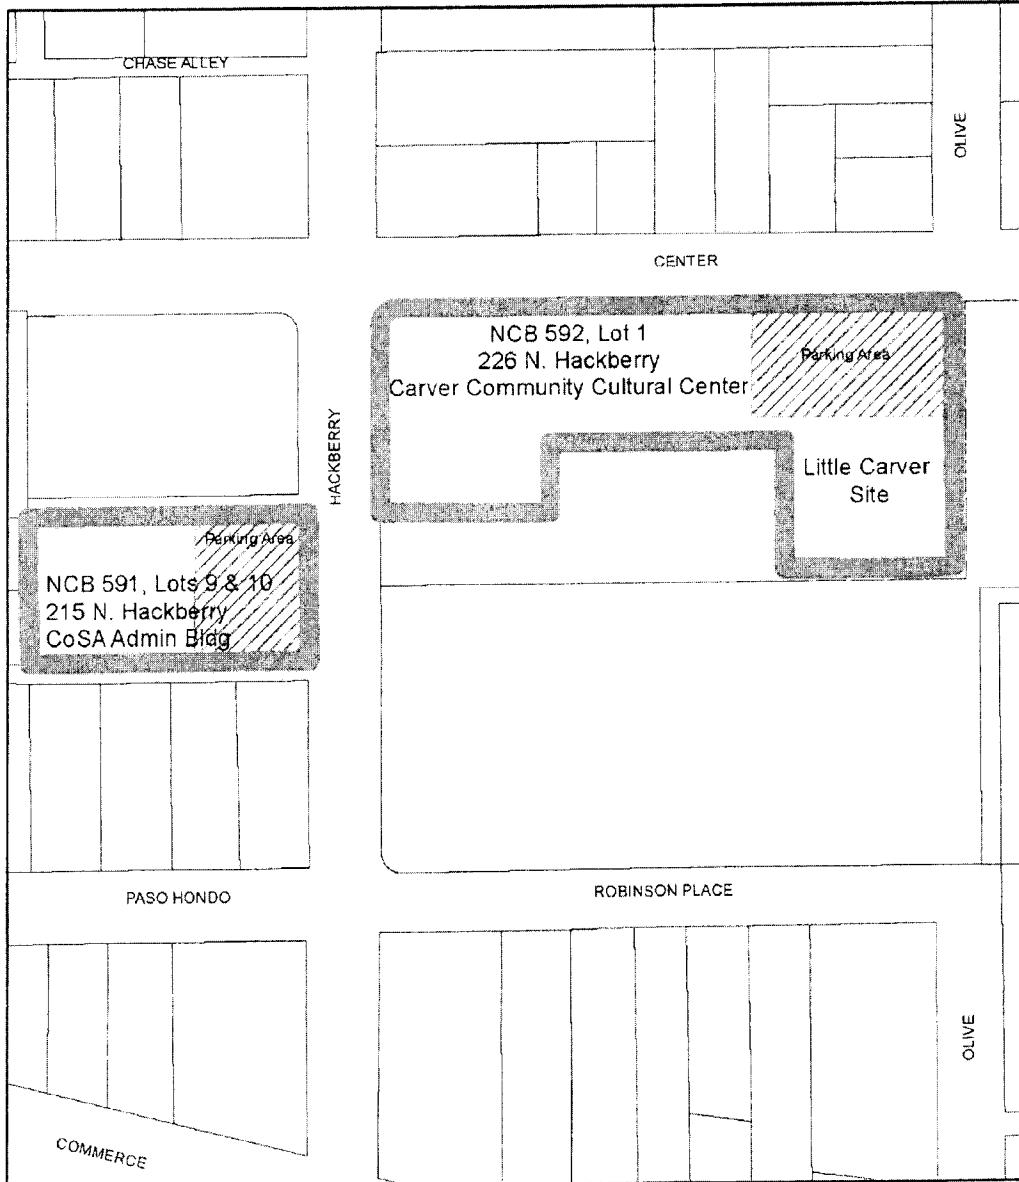 CHASE ALLEY
OLIVE
CENTER
NCB 592, Lot 1
226 N. Hackberry
Carver Community Cultural Center
Parking Area
HACKBERRY
Little Carver
Site
Parking Area
NCB 591, Lots 9 & 10
215 N. Hackberry
CoSA Admin Bldg
PASO HONDO
ROBINSON PLACE
OLIVE
COMMERCE